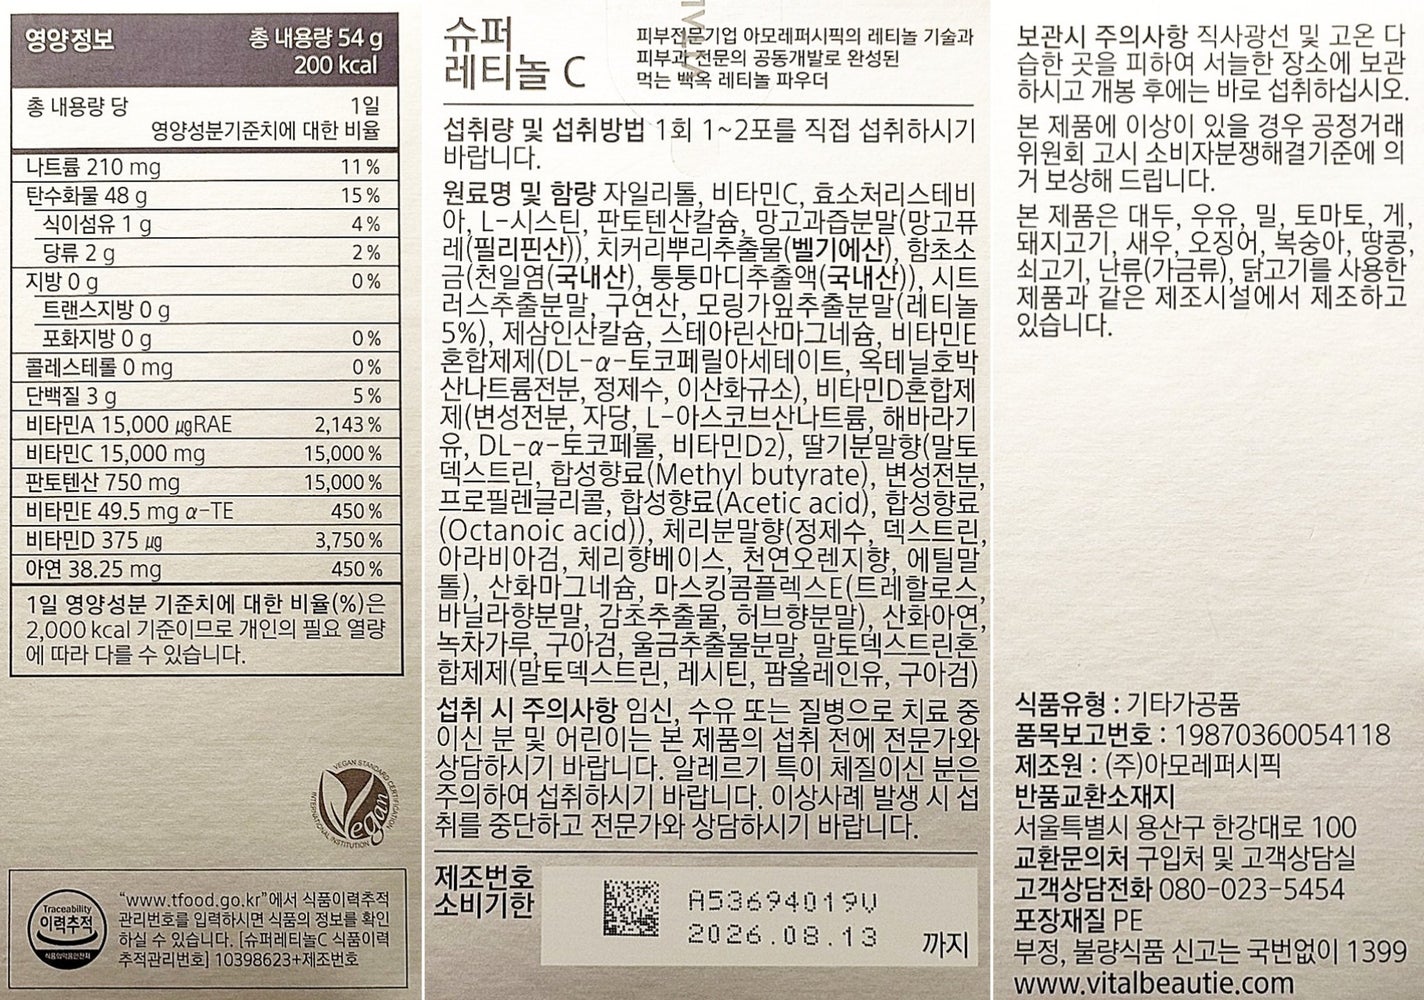 영양정보
총 내용량 54 g
200 kcal
총 내용량 당
1일
영양성분기준치에 대한 비율
나트륨 210 mg 11 %
탄수화물 48 g 15 %
식이섬유 1 g 4 %
당류 2 g 2 %
지방 0 g 0 %
트랜스지방 0 g
포화지방 0 g 0 %
콜레스테롤 0 mg 0 %
단백질 3 g 5 %
비타민A 15,000 ㎍RAE 2,143 %
비타민C 15,000 mg 15,000 %
판토텐산 750 mg 15,000 %
비타민E 49.5 mg α-TE 450 %
비타민D 375 ㎍ 3,750 %
아연 38.25 mg 450 %
1일 영양성분 기준치에 대한 비율(%)은
2,000 kcal 기준이므로 개인의 필요 열량
에 따라 다를 수 있습니다.
VEGAN STANDARD CERTIFICATION
INTERNATIONAL INSTITUTION
Vegan
Traceability
이력추적
식품의약품안전처
“www.tfood.go.kr”에서 식품이력추적
관리번호를 입력하시면 식품의 정보를 확인
하실 수 있습니다. [슈퍼레티놀C 식품이력
추적관리번호] 10398623+제조번호
슈퍼
레티놀 C
피부전문기업 아모레퍼시픽의 레티놀 기술과
피부과 전문의 공동개발로 완성된
먹는 백옥 레티놀 파우더
섭취량 및 섭취방법 1회 1~2포를 직접 섭취하시기
바랍니다.
원료명 및 함량 자일리톨, 비타민C, 효소처리스테비
아, L-시스틴, 판토텐산칼슘, 망고과즙분말(망고퓨
레(필리핀산)), 치커리뿌리추출물(벨기에산), 함초소
금(천일염(국내산), 퉁퉁마디추출액(국내산)), 시트
러스추출분말, 구연산, 모링가잎추출분말(레티놀
5%), 제삼인산칼슘, 스테아린산마그네슘, 비타민E
혼합제제(DL-α-토코페릴아세테이트, 옥테닐호박
산나트륨전분, 정제수, 이산화규소), 비타민D혼합제
제(변성전분, 자당, L-아스코브산나트륨, 해바라기
유, DL-α-토코페롤, 비타민D2), 딸기분말향(말토
덱스트린, 합성향료(Methyl butyrate), 변성전분,
프로필렌글리콜, 합성향료(Acetic acid), 합성향료
(Octanoic acid)), 체리분말향(정제수, 덱스트린,
아라비아검, 체리향베이스, 천연오렌지향, 에틸말
톨), 산화마그네슘, 마스킹콤플렉스E(트레할로스,
바닐라향분말, 감초추출물, 허브향분말), 산화아연,
녹차가루, 구아검, 울금추출물분말, 말토덱스트린혼
합제제(말토덱스트린, 레시틴, 팜올레인유, 구아검)
섭취 시 주의사항 임신, 수유 또는 질병으로 치료 중
이신 분 및 어린이는 본 제품의 섭취 전에 전문가와
상담하시기 바랍니다. 알레르기 특이 체질이신 분은
주의하여 섭취하시기 바랍니다. 이상사례 발생 시 섭
취를 중단하고 전문가와 상담하시기 바랍니다.
제조번호
소비기한
A53694019V
2026.08.13
까지
보관시 주의사항 직사광선 및 고온 다
습한 곳을 피하여 서늘한 장소에 보관
하시고 개봉 후에는 바로 섭취하십시오.
본 제품에 이상이 있을 경우 공정거래
위원회 고시 소비자분쟁해결기준에 의
거 보상해 드립니다.
본 제품은 대두, 우유, 밀, 토마토, 게,
돼지고기, 새우, 오징어, 복숭아, 땅콩,
쇠고기, 난류(가금류), 닭고기를 사용한
제품과 같은 제조시설에서 제조하고
있습니다.
식품유형 : 기타가공품
품목보고번호 : 19870360054118
제조원 : (주)아모레퍼시픽
반품교환소재지
서울특별시 용산구 한강대로 100
교환문의처 구입처 및 고객상담실
고객상담전화 080-023-5454
포장재질 PE
부정, 불량식품 신고는 국번없이 1399
www.vitalbeautie.com